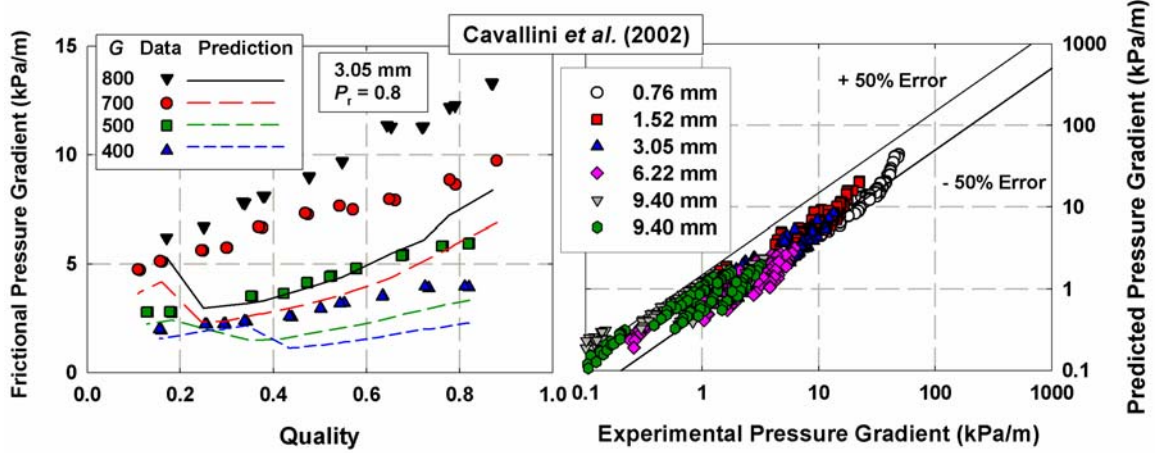 Cavallini et al. (2002)
Frictional Pressure Gradient (kPa/m)
15
10
5
0
G Data Prediction
800
700
500
400
3.05 mm
Pr = 0.8
0.0 0.2 0.4 0.6 0.8 1.0
Quality
0.76 mm
1.52 mm
3.05 mm
6.22 mm
9.40 mm
9.40 mm
+ 50% Error
- 50% Error
1000
100
10
1
0.1
Predicted Pressure Gradient (kPa/m)
0.1 1 10 100 1000
Experimental Pressure Gradient (kPa/m)